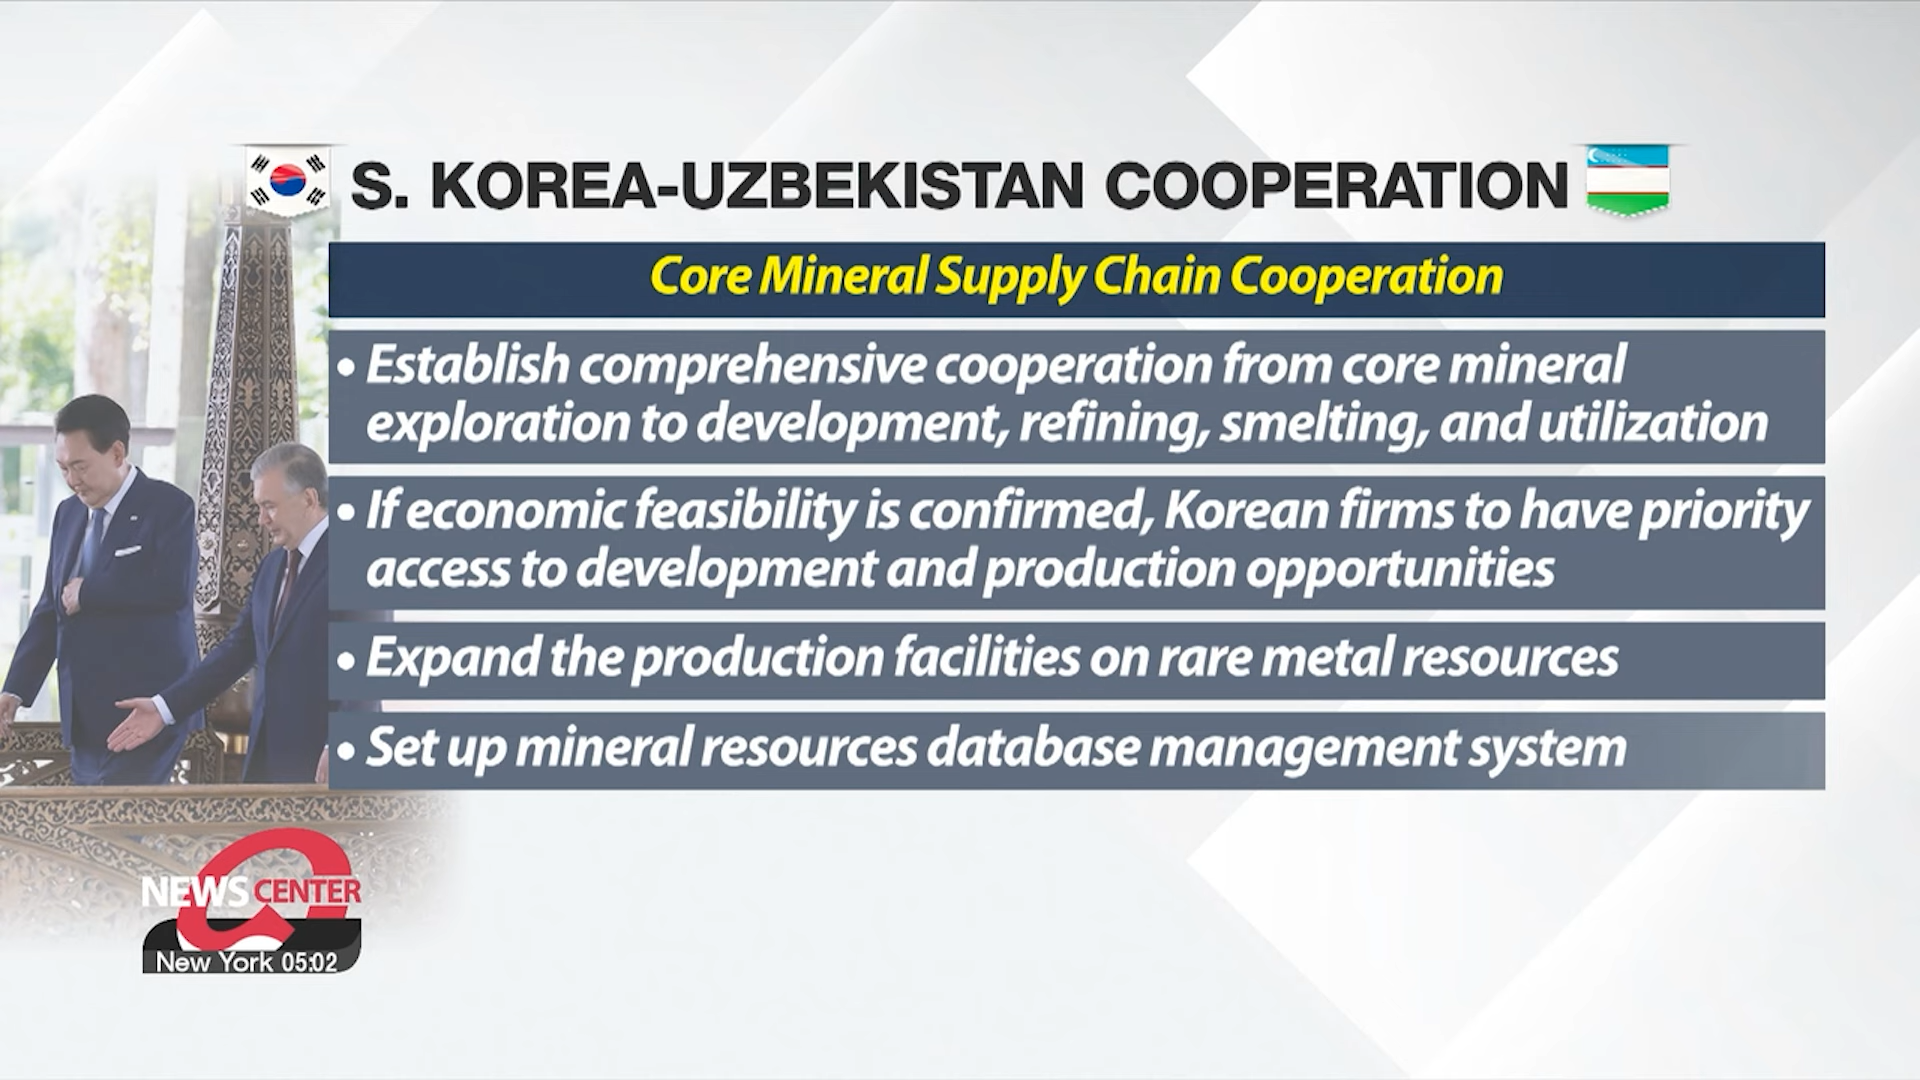 S. KOREA-UZBEKISTAN COOPERATION
Core Mineral Supply Chain Cooperation
• Establish comprehensive cooperation from core mineral
exploration to development, refining, smelting, and utilization
• If economic feasibility is confirmed, Korean firms to have priority
access to development and production opportunities
• Expand the production facilities on rare metal resources
• Set up mineral resources database management system
NEWS CENTER
New York 05:02